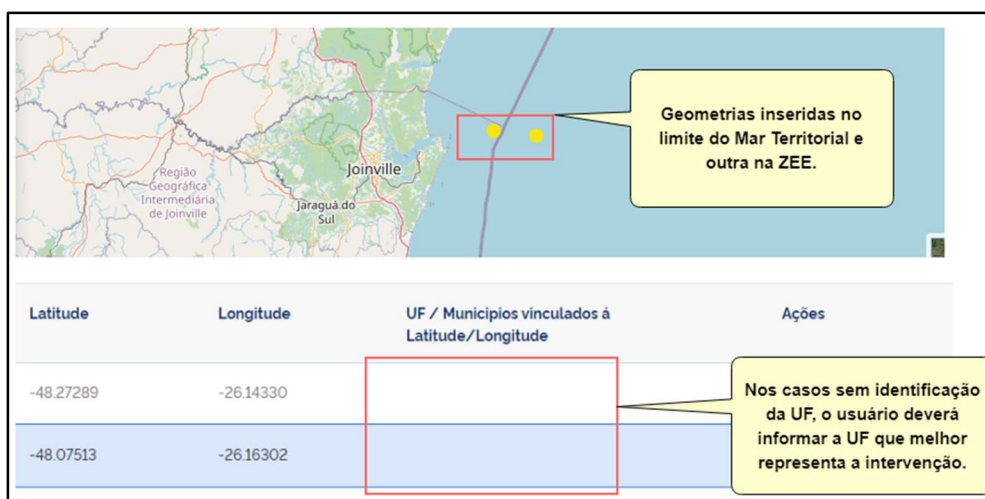 Geometrias inseridas no
limite do Mar Territorial e
outra na ZEE.
Joinville
Região
Geográfica
Intermediária
de Joinville
Jaraguá do
Sul
Latitude
Longitude
UF / Municipios vinculados á
Latitude/Longitude
Ações
-48.27289
-26.14330
-48.07513
-26.16302
Nos casos sem identificação
da UF, o usuário deverá
informar a UF que melhor
representa a intervenção.